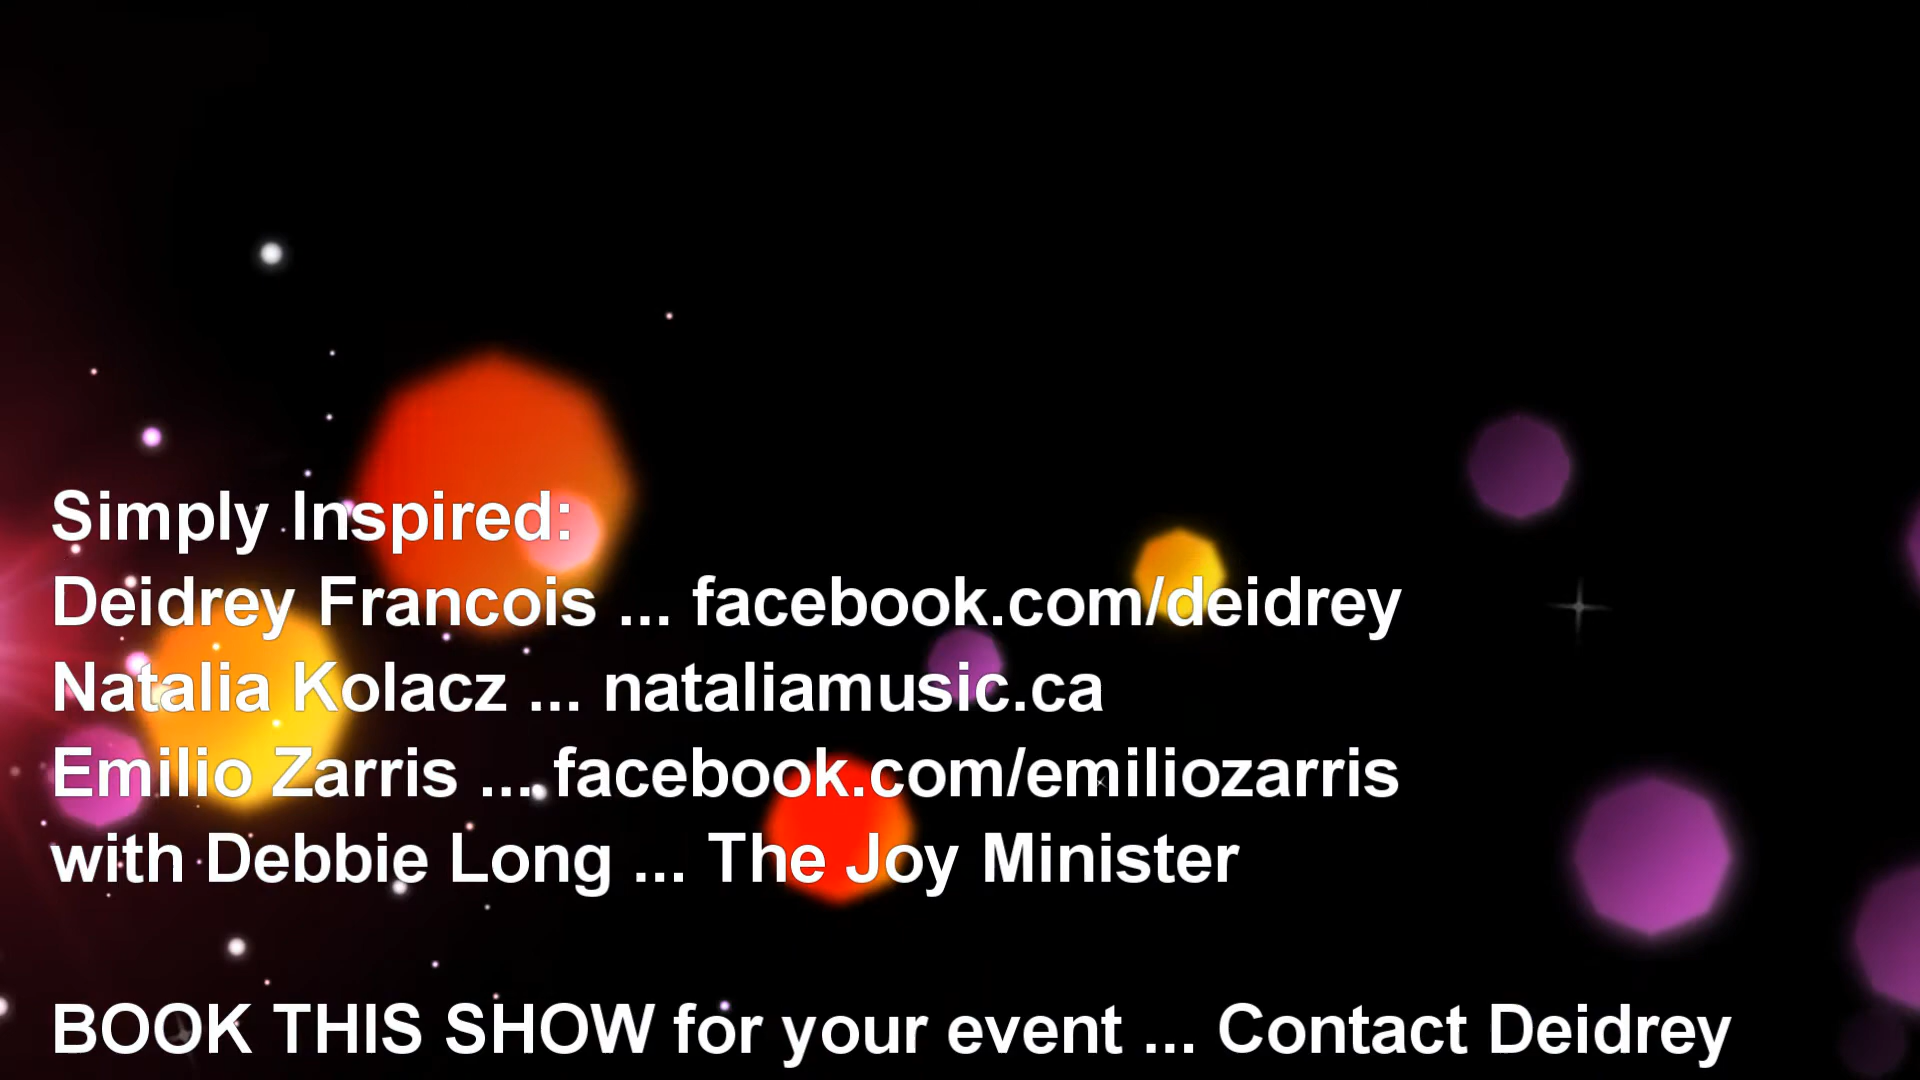 Simply Inspired:
Deidrey Francois ... facebook.com/deidrey
Natalia Kolacz ... nataliamusic.ca
Emilio Zarris ... facebook.com/emiliozarris
with Debbie Long ... The Joy Minister
BOOK THIS SHOW for your event ... Contact Deidrey